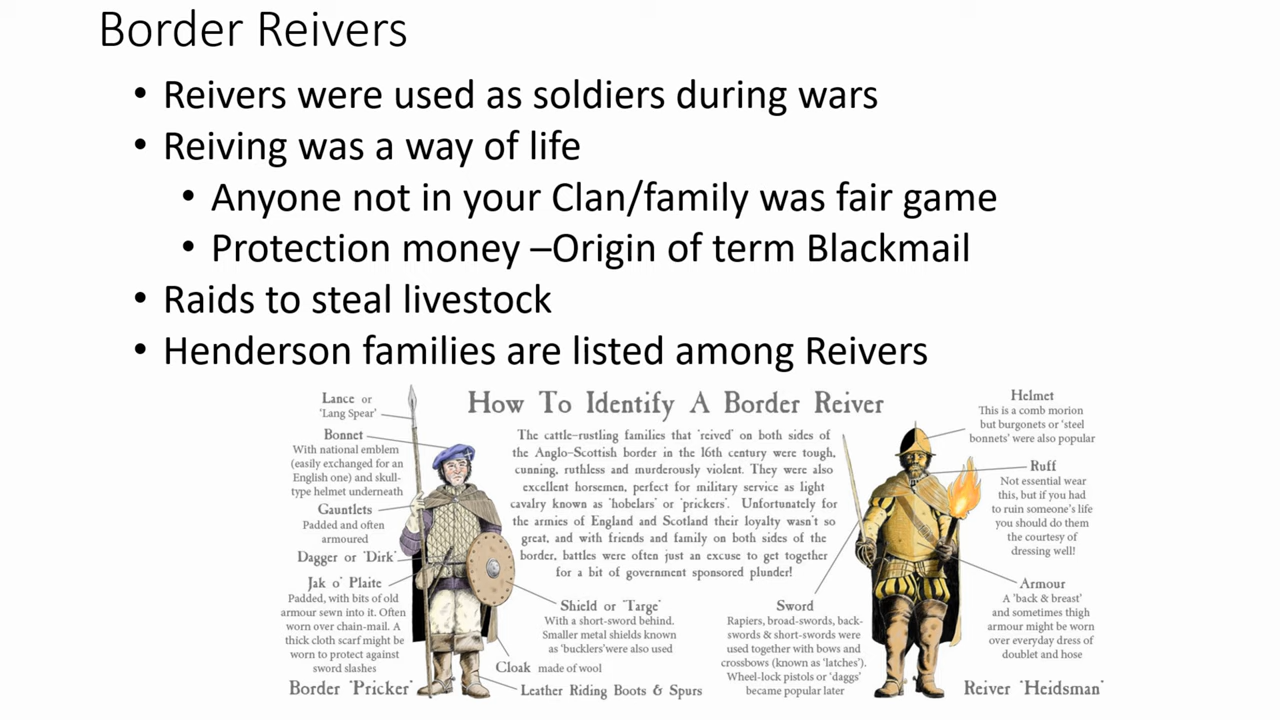 Border Reivers
• Reivers were used as soldiers during wars
• Reiving was a way of life
• Anyone not in your Clan/family was fair game
• Protection money –Origin of term Blackmail
• Raids to steal livestock
• Henderson families are listed among Reivers
How To Identify A Border Reiver
The cattle-rustling families that 'reived' on both sides of
the Anglo-Scottish border in the 16th century were tough,
cunning, ruthless and murderously violent. They were also
excellent horsemen, perfect for military service as light
cavalry known as 'hobelars' or 'prickers'. Unfortunately for
the armies of England and Scotland their loyalty wasn't so
great, and with friends and family on both sides of the
border, battles were often just an excuse to get together
for a bit of government sponsored plunder!
Lance or
'Lang Spear'
Bonnet
With national emblem
(easily exchanged for an
English one) and skull-
type helmet underneath
Gauntlets
Padded and often
armoured
Dagger or 'Dirk'
Jak o' Plaite
Padded, with bits of old
armour sewn into it. Often
worn over chain-mail. A
thick cloth scarf might be
worn to protect against
sword slashes
Border 'Pricker'
Shield or 'Targe'
With a short-sword behind.
Smaller metal shields known
as 'bucklers'were also used
Cloak made of wool
Leather Riding Boots & Spurs
Sword
Rapiers, broad-swords, back-
swords & short-swords were
used together with bows and
crossbows (known as 'latches').
Wheel-lock pistols or 'daggs'
became popular later
Helmet
This is a comb morion
but burgonets or 'steel
bonnets' were also popular
Ruff
Not essential wear
this, but if you had
to ruin someone's life
you should do them
the courtesy of
dressing well!
Armour
A 'back & breast'
and sometimes thigh
armour might be worn
over everyday dress of
doublet and hose
Reiver 'Heidsman'